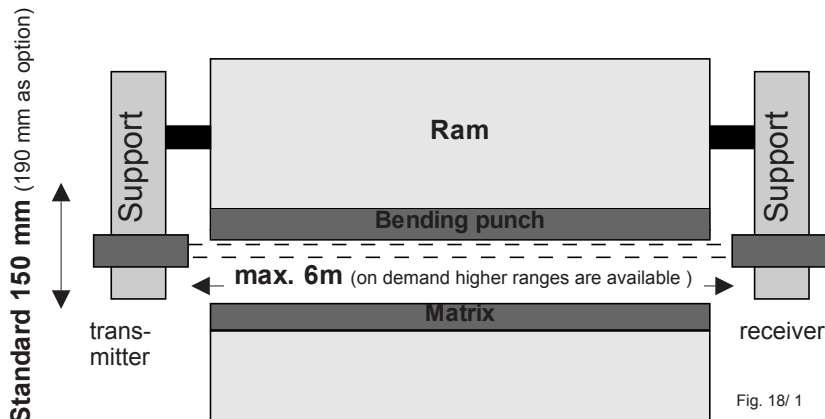 Standard 150 mm (190 mm as option)
Support
Ram
Support
Bending punch
max. 6m (on demand higher ranges are available )
Matrix
trans-
mitter
receiver
Fig. 18/ 1